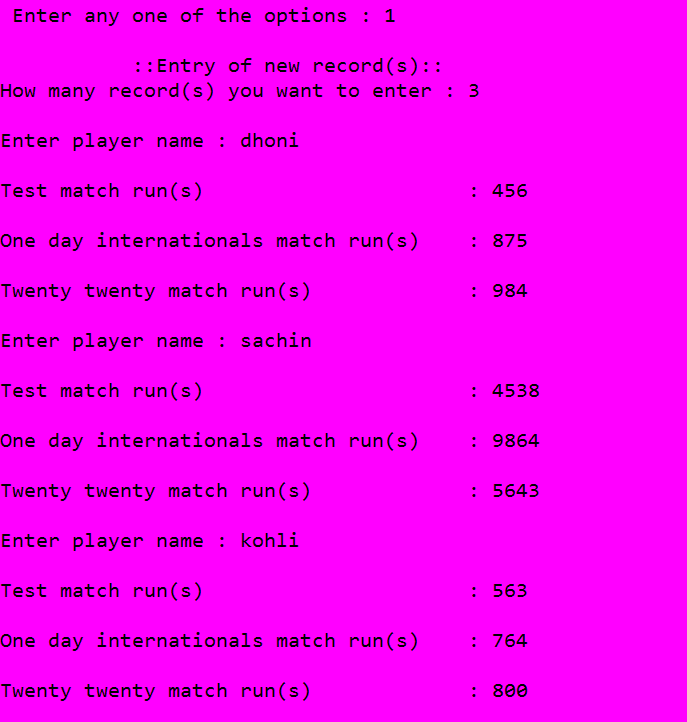 Enter any one of the options : 1
::Entry of new record(s)::
How many record(s) you want to enter : 3
Enter player name : dhoni
Test match run(s) : 456
One day internationals match run(s) : 875
Twenty twenty match run(s) : 984
Enter player name : sachin
Test match run(s) : 4538
One day internationals match run(s) : 9864
Twenty twenty match run(s) : 5643
Enter player name : kohli
Test match run(s) : 563
One day internationals match run(s) : 764
Twenty twenty match run(s) : 800